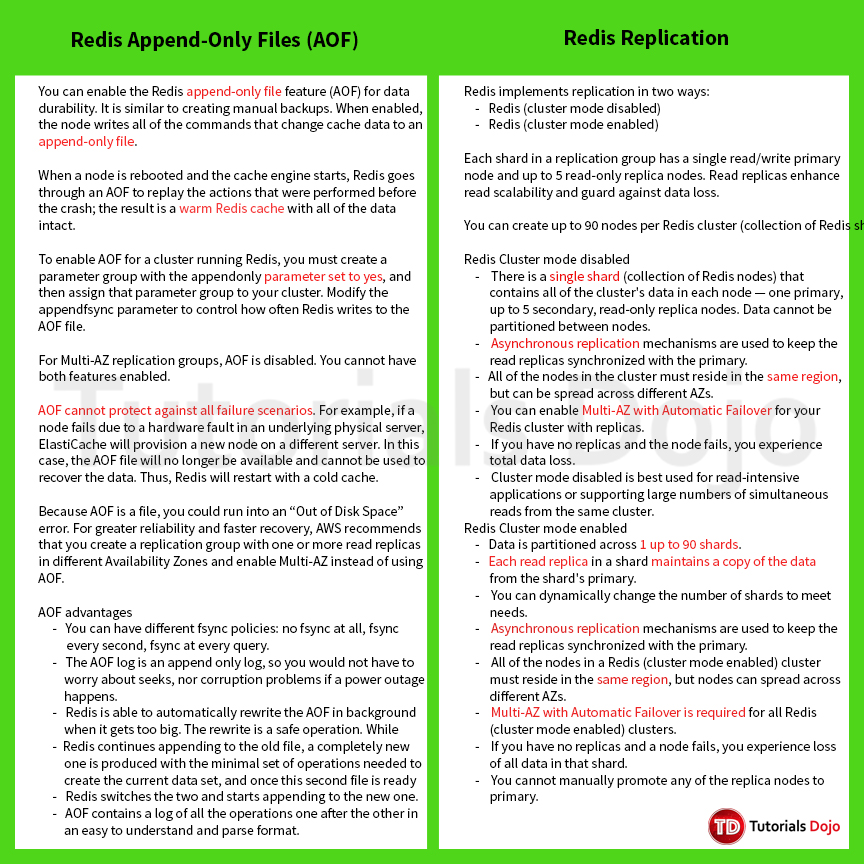 Redis Append-Only Files (AOF)
You can enable the Redis append-only file feature (AOF) for data
durability. It is similar to creating manual backups. When enabled,
the node writes all of the commands that change cache data to an
append-only file.
When a node is rebooted and the cache engine starts, Redis goes
through an AOF to replay the actions that were performed before
the crash; the result is a warm Redis cache with all of the data
intact.
To enable AOF for a cluster running Redis, you must create a
parameter group with the appendonly parameter set to yes, and
then assign that parameter group to your cluster. Modify the
appendfsync parameter to control how often Redis writes to the
AOF file.
For Multi-AZ replication groups, AOF is disabled. You cannot have
both features enabled.
AOF cannot protect against all failure scenarios. For example, if a
node fails due to a hardware fault in an underlying physical server,
ElastiCache will provision a new node on a different server. In this
case, the AOF file will no longer be available and cannot be used to
recover the data. Thus, Redis will restart with a cold cache.
Because AOF is a file, you could run into an “Out of Disk Space”
error. For greater reliability and faster recovery, AWS recommends
that you create a replication group with one or more read replicas
in different Availability Zones and enable Multi-AZ instead of using
AOF.
AOF advantages
- You can have different fsync policies: no fsync at all, fsync
every second, fsync at every query.
- The AOF log is an append only log, so you would not have to
worry about seeks, nor corruption problems if a power outage
happens.
- Redis is able to automatically rewrite the AOF in background
when it gets too big. The rewrite is a safe operation. While
- Redis continues appending to the old file, a completely new
one is produced with the minimal set of operations needed to
create the current data set, and once this second file is ready
- Redis switches the two and starts appending to the new one.
- AOF contains a log of all the operations one after the other in
an easy to understand and parse format.
Redis Replication
Redis implements replication in two ways:
- Redis (cluster mode disabled)
- Redis (cluster mode enabled)
Each shard in a replication group has a single read/write primary
node and up to 5 read-only replica nodes. Read replicas enhance
read scalability and guard against data loss.
You can create up to 90 nodes per Redis cluster (collection of Redis sh
Redis Cluster mode disabled
- There is a single shard (collection of Redis nodes) that
contains all of the cluster's data in each node — one primary,
up to 5 secondary, read-only replica nodes. Data cannot be
partitioned between nodes.
- Asynchronous replication mechanisms are used to keep the
read replicas synchronized with the primary.
- All of the nodes in the cluster must reside in the same region,
but can be spread across different AZs.
- You can enable Multi-AZ with Automatic Failover for your
Redis cluster with replicas.
- If you have no replicas and the node fails, you experience
total data loss.
- Cluster mode disabled is best used for read-intensive
applications or supporting large numbers of simultaneous
reads from the same cluster.
Redis Cluster mode enabled
- Data is partitioned across 1 up to 90 shards.
- Each read replica in a shard maintains a copy of the data
from the shard's primary.
- You can dynamically change the number of shards to meet
needs.
- Asynchronous replication mechanisms are used to keep the
read replicas synchronized with the primary.
- All of the nodes in a Redis (cluster mode enabled) cluster
must reside in the same region, but nodes can spread across
different AZs.
- Multi-AZ with Automatic Failover is required for all Redis
(cluster mode enabled) clusters.
- If you have no replicas and a node fails, you experience loss
of all data in that shard.
- You cannot manually promote any of the replica nodes to
primary.
Tutorials Dojo
TD Tutorials Dojo